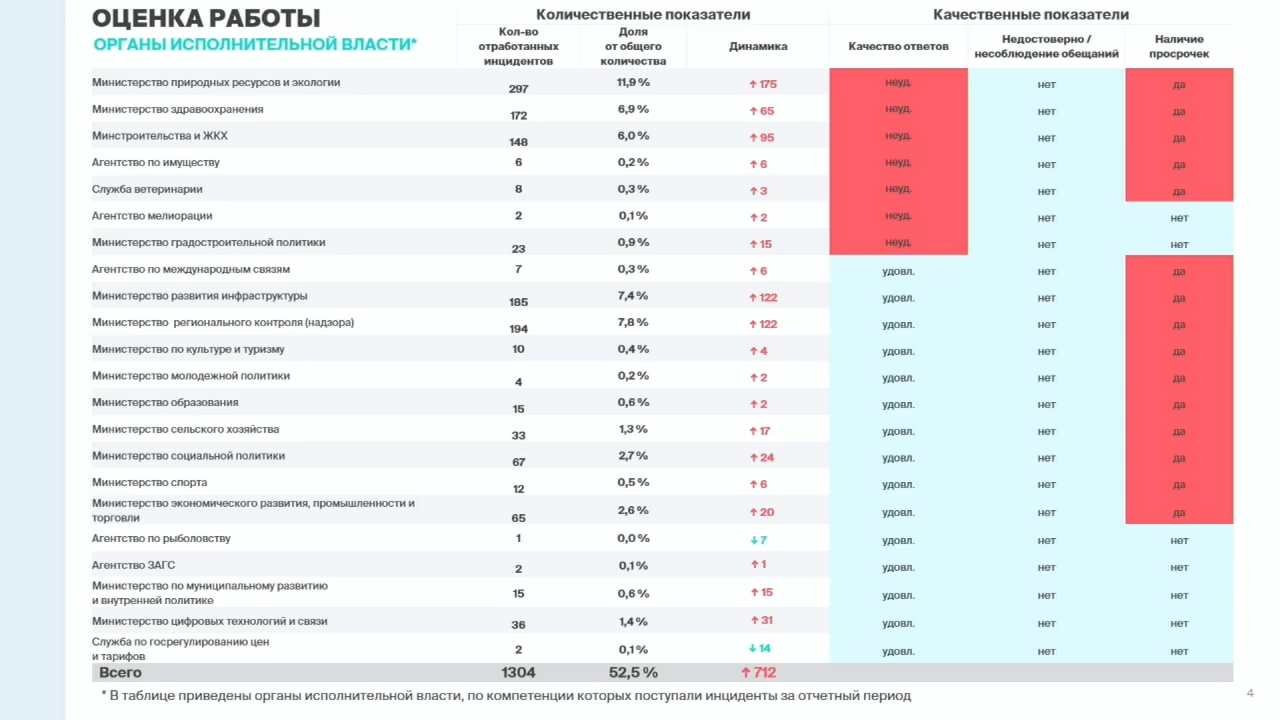 ОЦЕНКА РАБОТЫ
ОРГАНЫ ИСПОЛНИТЕЛЬНОЙ ВЛАСТИ*
Количественные показатели Качественные показатели
Кол-во отработанных инцидентов Доля от общего количества Динамика Качество ответов Недостоверно / несоблюдение обещаний Наличие просрочек
Министерство природных ресурсов и экологии 297 11,9 % ↑ 175 неуд. нет да
Министерство здравоохранения 172 6,9 % ↑ 65 неуд. нет да
Минстроительства и ЖКХ 148 6,0 % ↑ 95 неуд. нет да
Агентство по имуществу 6 0,2 % ↑ 6 неуд. нет да
Служба ветеринарии 8 0,3 % ↑ 3 неуд. нет да
Агентство мелиорации 2 0,1 % ↑ 2 неуд. нет нет
Министерство градостроительной политики 23 0,9 % ↑ 15 неуд. нет нет
Агентство по международным связям 7 0,3 % ↑ 6 удовл. нет да
Министерство развития инфраструктуры 185 7,4 % ↑ 122 удовл. нет да
Министерство регионального контроля (надзора) 194 7,8 % ↑ 122 удовл. нет да
Министерство по культуре и туризму 10 0,4 % ↑ 4 удовл. нет да
Министерство молодежной политики 4 0,2 % ↑ 2 удовл. нет да
Министерство образования 15 0,6 % ↑ 2 удовл. нет да
Министерство сельского хозяйства 33 1,3 % ↑ 17 удовл. нет да
Министерство социальной политики 67 2,7 % ↑ 24 удовл. нет да
Министерство спорта 12 0,5 % ↑ 6 удовл. нет да
Министерство экономического развития, промышленности и
торговли 65 2,6 % ↑ 20 удовл. нет да
Агентство по рыболовству 1 0,0 % ↓ 7 удовл. нет нет
Агентство ЗАГС 2 0,1 % ↑ 1 удовл. нет нет
Министерство по муниципальному развитию
и внутренней политике 15 0,6 % ↑ 15 удовл. нет нет
Министерство цифровых технологий и связи 36 1,4 % ↑ 31 удовл. нет нет
Служба по госрегулированию цен
и тарифов 2 0,1 % ↓ 14 удовл. нет нет
Всего 1304 52,5 % ↑ 712
* В таблице приведены органы исполнительной власти, по компетенции которых поступали инциденты за отчетный период
4